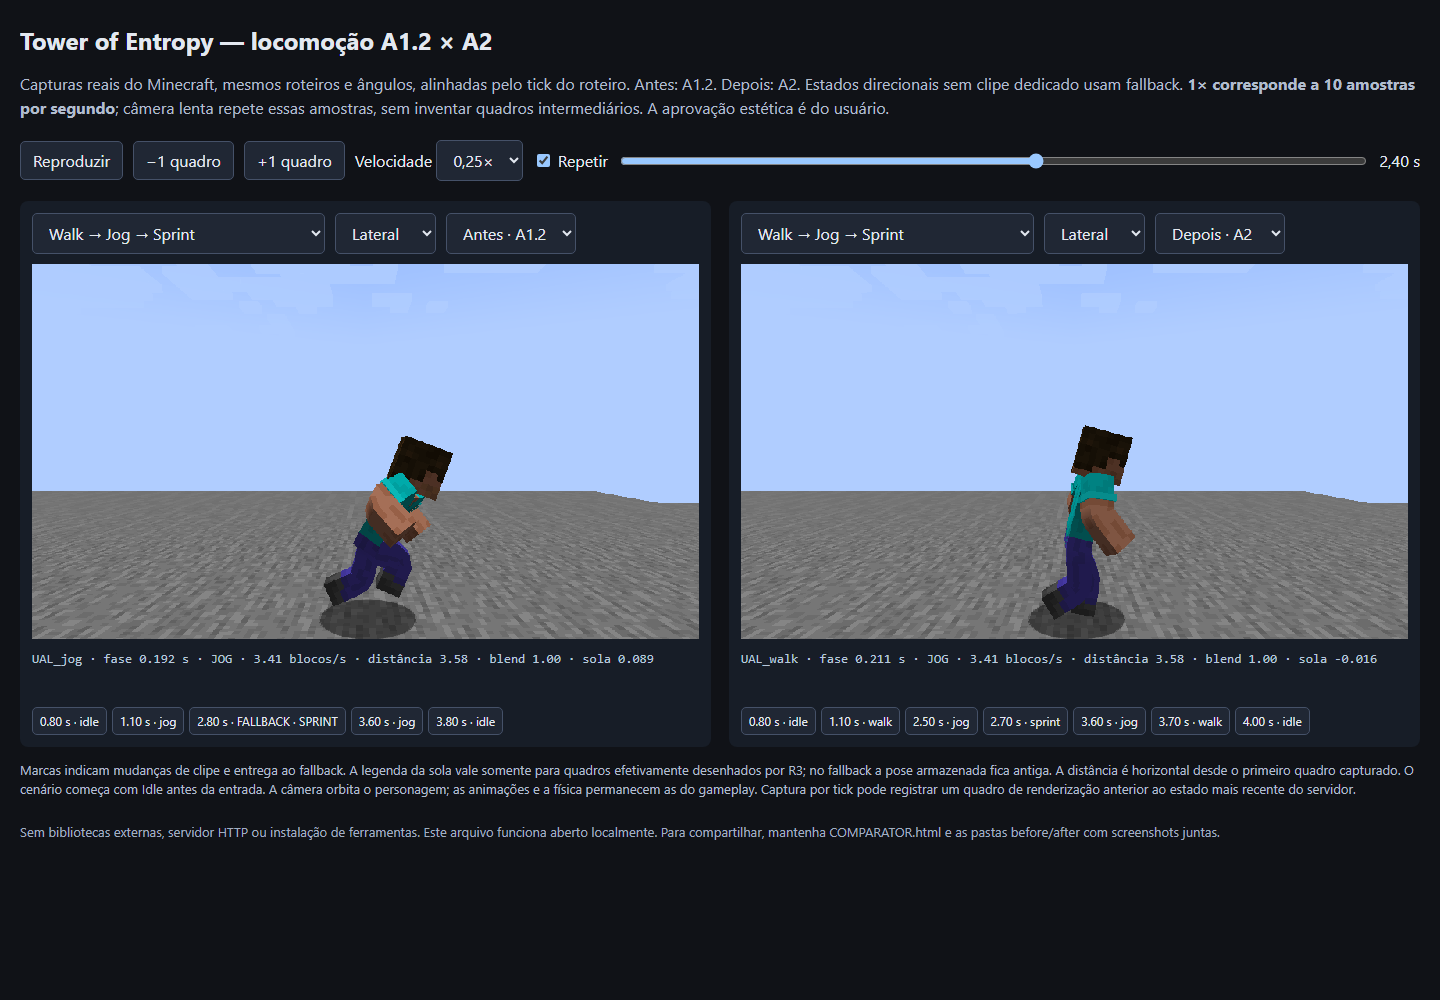 Tower of Entropy — locomoção A1.2 × A2
Capturas reais do Minecraft, mesmos roteiros e ângulos, alinhadas pelo tick do roteiro. Antes: A1.2. Depois: A2. Estados direcionais sem clipe dedicado usam fallback. 1× corresponde a 10 amostras
por segundo; câmera lenta repete essas amostras, sem inventar quadros intermediários. A aprovação estética é do usuário.
Reproduzir −1 quadro +1 quadro Velocidade 0,25× Repetir 2,40 s
Walk → Jog → Sprint Lateral Antes · A1.2
UAL_jog · fase 0.192 s · JOG · 3.41 blocos/s · distância 3.58 · blend 1.00 · sola 0.089
0.80 s · idle 1.10 s · jog 2.80 s · FALLBACK · SPRINT 3.60 s · jog 3.80 s · idle
Walk → Jog → Sprint Lateral Depois · A2
UAL_walk · fase 0.211 s · JOG · 3.41 blocos/s · distância 3.58 · blend 1.00 · sola -0.016
0.80 s · idle 1.10 s · walk 2.50 s · jog 2.70 s · sprint 3.60 s · jog 3.70 s · walk 4.00 s · idle
Marcas indicam mudanças de clipe e entrega ao fallback. A legenda da sola vale somente para quadros efetivamente desenhados por R3; no fallback a pose armazenada fica antiga. A distância é horizontal desde o primeiro quadro capturado. O
cenário começa com Idle antes da entrada. A câmera orbita o personagem; as animações e a física permanecem as do gameplay. Captura por tick pode registrar um quadro de renderização anterior ao estado mais recente do servidor.
Sem bibliotecas externas, servidor HTTP ou instalação de ferramentas. Este arquivo funciona aberto localmente. Para compartilhar, mantenha COMPARATOR.html e as pastas before/after com screenshots juntas.